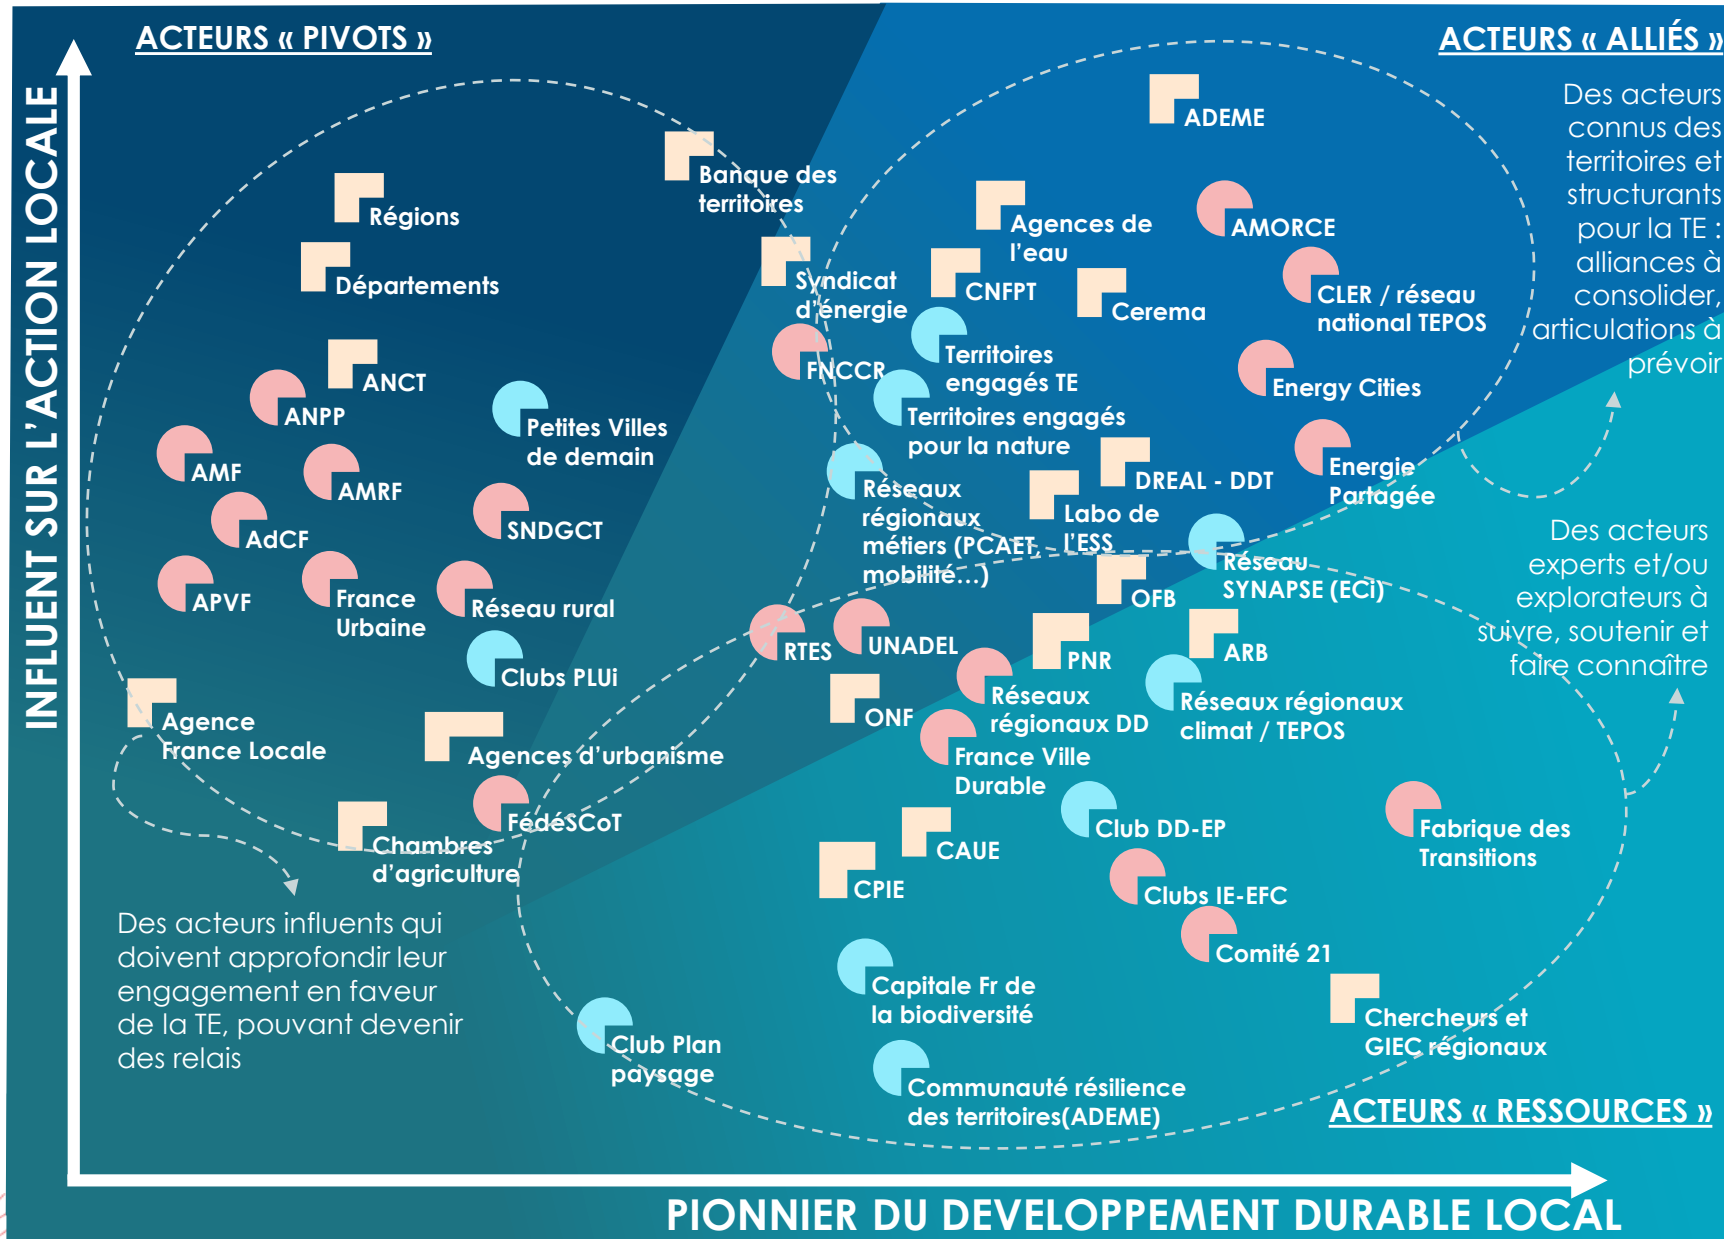 ACTEURS « PIVOTS »
ACTEURS « ALLIÉS »
INFLUENT SUR L'ACTION LOCALE
Des acteurs
connus des
territoires et
structurants
pour la TE :
alliances à
consolider,
articulations à
prévoir
ADEME
Banque des
territoires
Régions
Agences de
l'eau
AMORCE
Départements
Syndicat
d'énergie
CNFPT
Cerema
CLER / réseau
national TEPOS
ANCT
FNCCR
Territoires
engagés TE
Energy Cities
ANPP
Petites Villes
de demain
Territoires engagés
pour la nature
AMF
AMRF
Réseaux
régionaux
métiers (PCAET,
mobilité...)
DREAL - DDT
Energie
Partagée
Labo de
l'ESS
AdCF
SNDGCT
Réseau
SYNAPSE (ECi)
Des acteurs
experts et/ou
explorateurs à
suivre, soutenir et
faire connaître
APVF
France
Urbaine
Réseau rural
OFB
RTES
UNADEL
PNR
ARB
Clubs PLUi
Réseaux
régionaux DD
Réseaux régionaux
climat / TEPOS
Agence
France Locale
ONF
Agences d'urbanisme
France Ville
Durable
FédéSCoT
Club DD-EP
Fabrique des
Transitions
Chambres
d'agriculture
CAUE
CPIE
Clubs IE-EFC
Comité 21
Des acteurs influents qui
doivent approfondir leur
engagement en faveur
de la TE, pouvant devenir
des relais
Capitale Fr de
la biodiversité
Chercheurs et
GIEC régionaux
Club Plan
paysage
Communauté résilience
des territoires(ADEME)
ACTEURS « RESSOURCES »
PIONNIER DU DEVELOPPEMENT DURABLE LOCAL